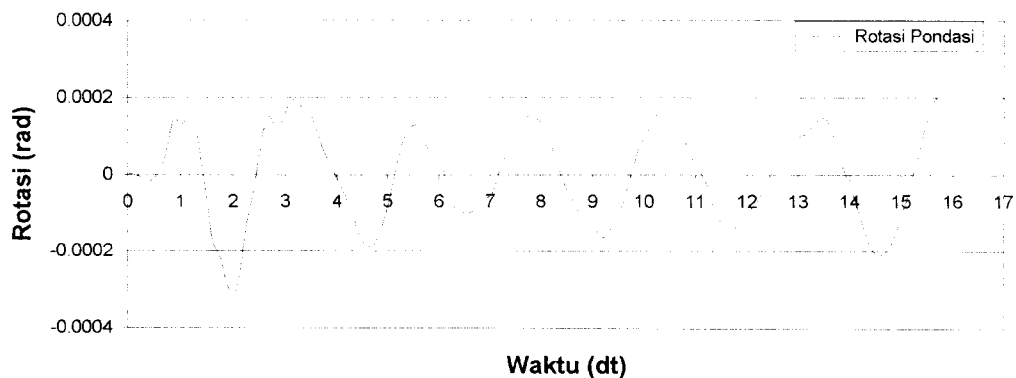 0.0004
Rotasi Pondasi
0.0002
0
-0.0002
-0.0004
Rotasi (rad)
0 1 2 3 4 5 6 7 8 9 10 11 12 13 14 15 16 17
Waktu (dt)